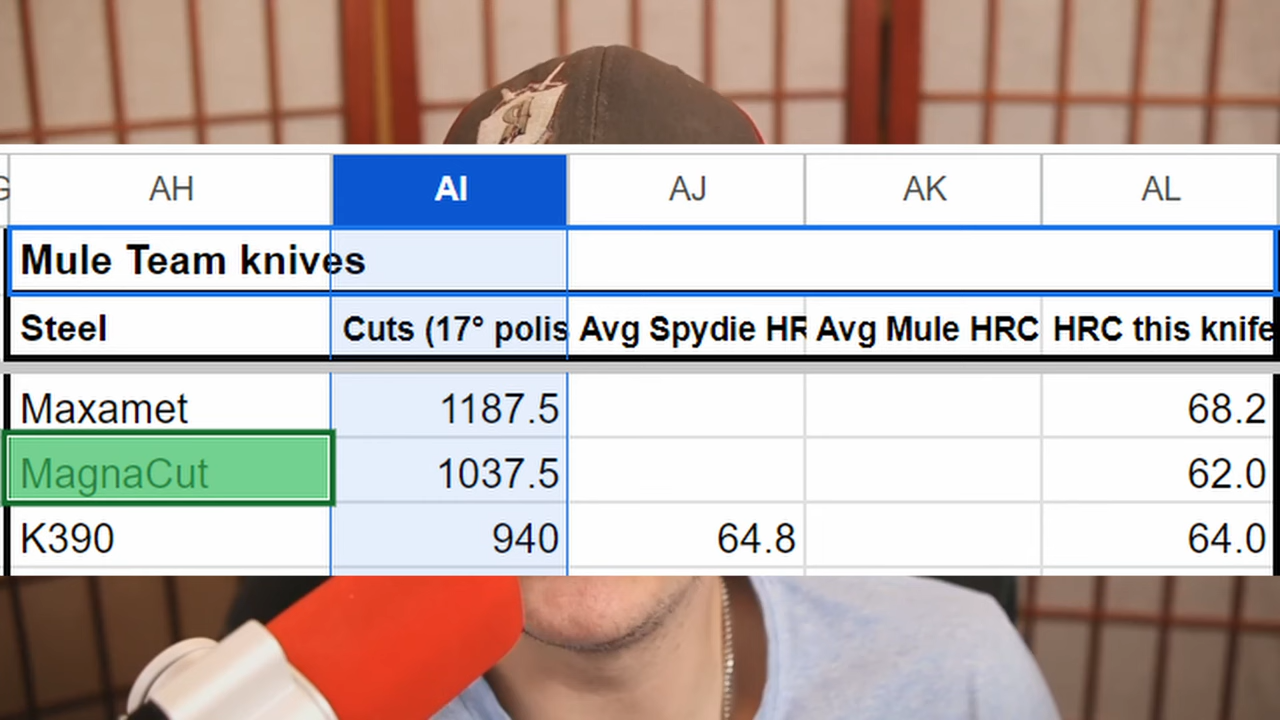 AH AI AJ AK AL
Mule Team knives
Steel Cuts (17° polis Avg Spydie HR Avg Mule HRC HRC this knife
Maxamet 1187.5 68.2
MagnaCut 1037.5 62.0
K390 940 64.8 64.0